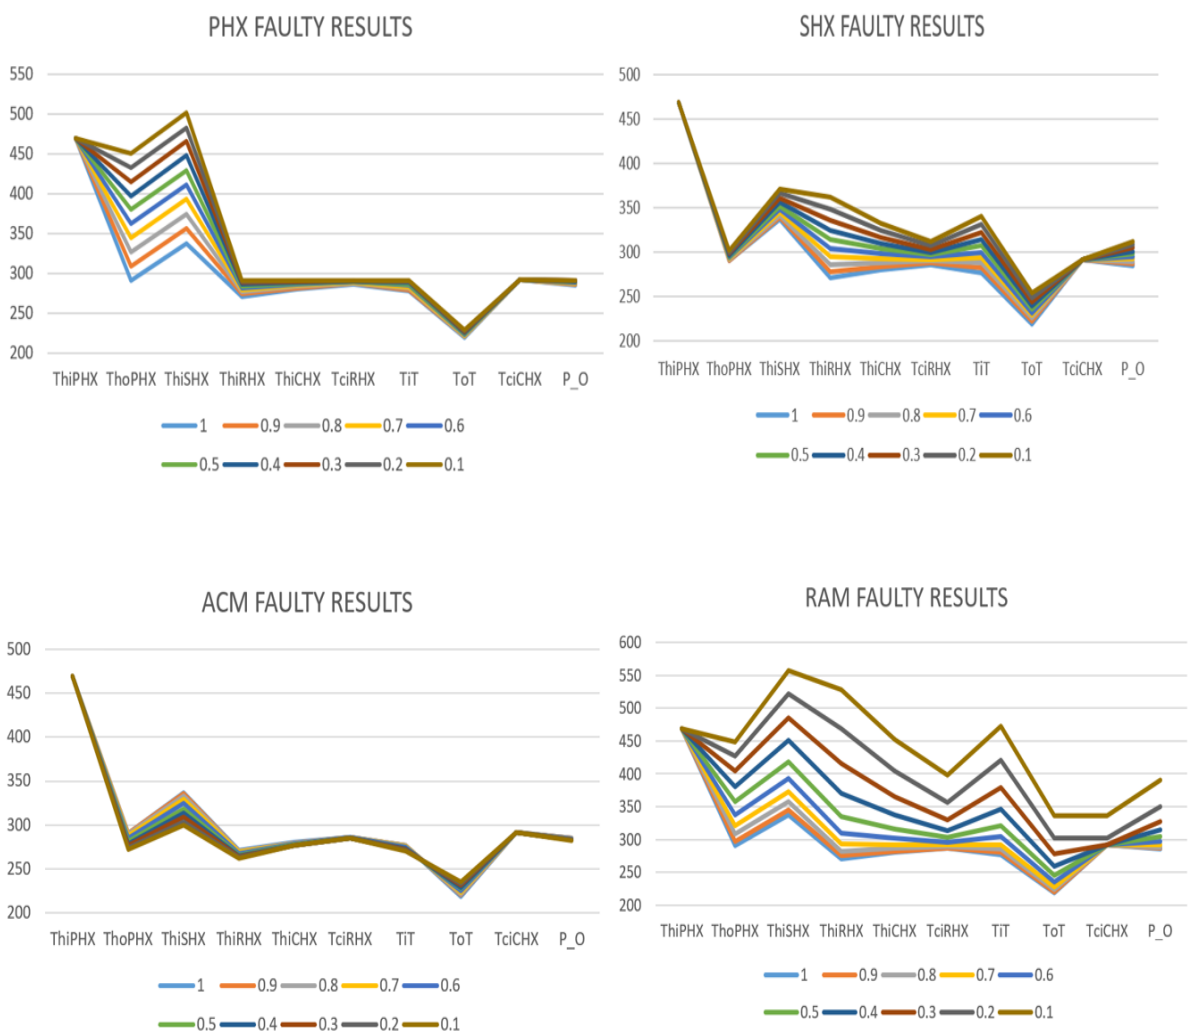 PHX FAULTY RESULTS
550
500
450
400
350
300
250
200
ThiPHX ThoPHX ThiSHX ThiRHX ThiCHX TciRHX TiT ToT TciCHX P_O
1 0.9 0.8 0.7 0.6
0.5 0.4 0.3 0.2 0.1
SHX FAULTY RESULTS
500
450
400
350
300
250
200
ThiPHX ThoPHX ThiSHX ThiRHX ThiCHX TciRHX TiT ToT TciCHX P_O
1 0.9 0.8 0.7 0.6
0.5 0.4 0.3 0.2 0.1
ACM FAULTY RESULTS
500
450
400
350
300
250
200
ThiPHX ThoPHX ThiSHX ThiRHX ThiCHX TciRHX TiT ToT TciCHX P_O
1 0.9 0.8 0.7 0.6
0.5 0.4 0.3 0.2 0.1
RAM FAULTY RESULTS
600
550
500
450
400
350
300
250
200
ThiPHX ThoPHX ThiSHX ThiRHX ThiCHX TciRHX TiT ToT TciCHX P_O
1 0.9 0.8 0.7 0.6
0.5 0.4 0.3 0.2 0.1